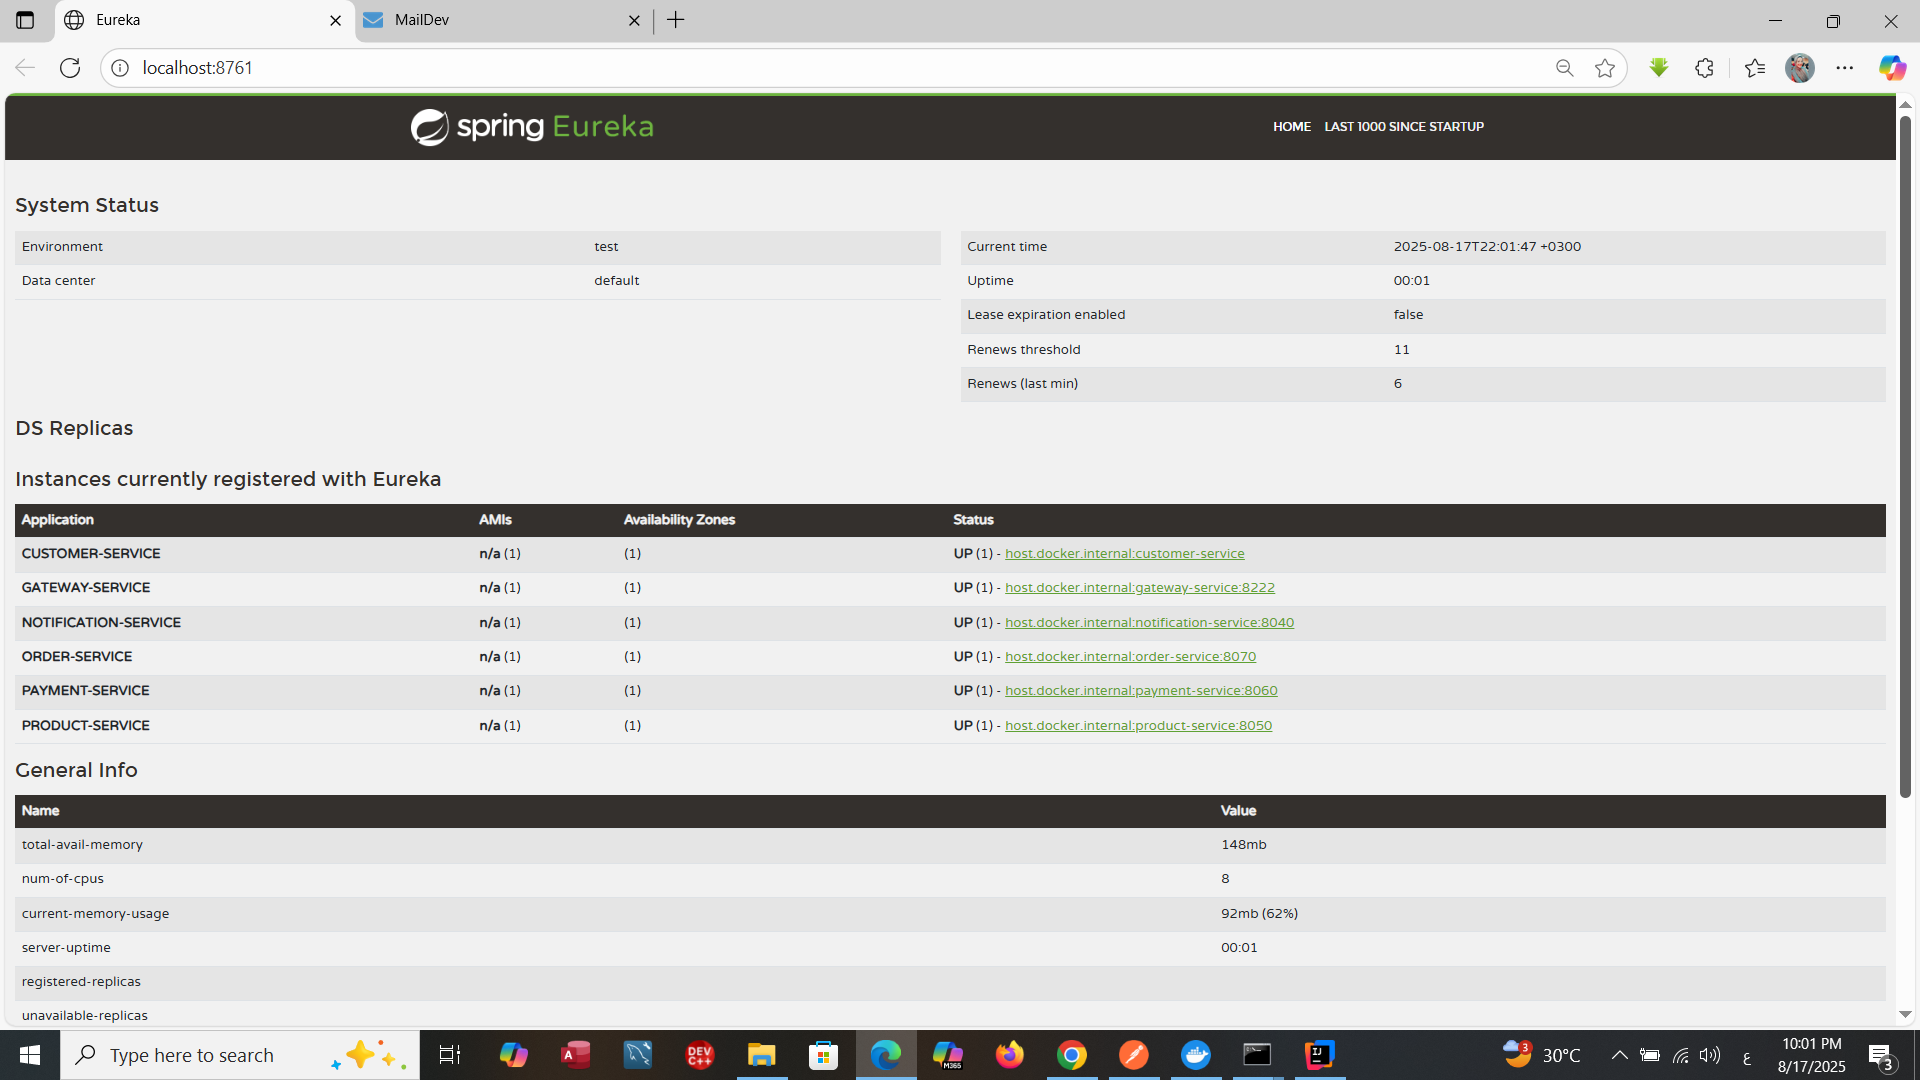 Eureka
MailDev
localhost:8761
spring Eureka
HOME LAST 1000 SINCE STARTUP
System Status
Environment test
Data center default
Current time 2025-08-17T22:01:47 +0300
Uptime 00:01
Lease expiration enabled false
Renews threshold 11
Renews (last min) 6
DS Replicas
Instances currently registered with Eureka
Application AMIs Availability Zones Status
CUSTOMER-SERVICE n/a (1) (1) UP (1) - host.docker.internal:customer-service
GATEWAY-SERVICE n/a (1) (1) UP (1) - host.docker.internal:gateway-service:8222
NOTIFICATION-SERVICE n/a (1) (1) UP (1) - host.docker.internal:notification-service:8040
ORDER-SERVICE n/a (1) (1) UP (1) - host.docker.internal:order-service:8070
PAYMENT-SERVICE n/a (1) (1) UP (1) - host.docker.internal:payment-service:8060
PRODUCT-SERVICE n/a (1) (1) UP (1) - host.docker.internal:product-service:8050
General Info
Name Value
total-avail-memory 148mb
num-of-cpus 8
current-memory-usage 92mb (62%)
server-uptime 00:01
registered-replicas
unavailable-replicas
Type here to search
A
DEV C++
M365
IJ
3
30°C
ع
10:01 PM
8/17/2025
3